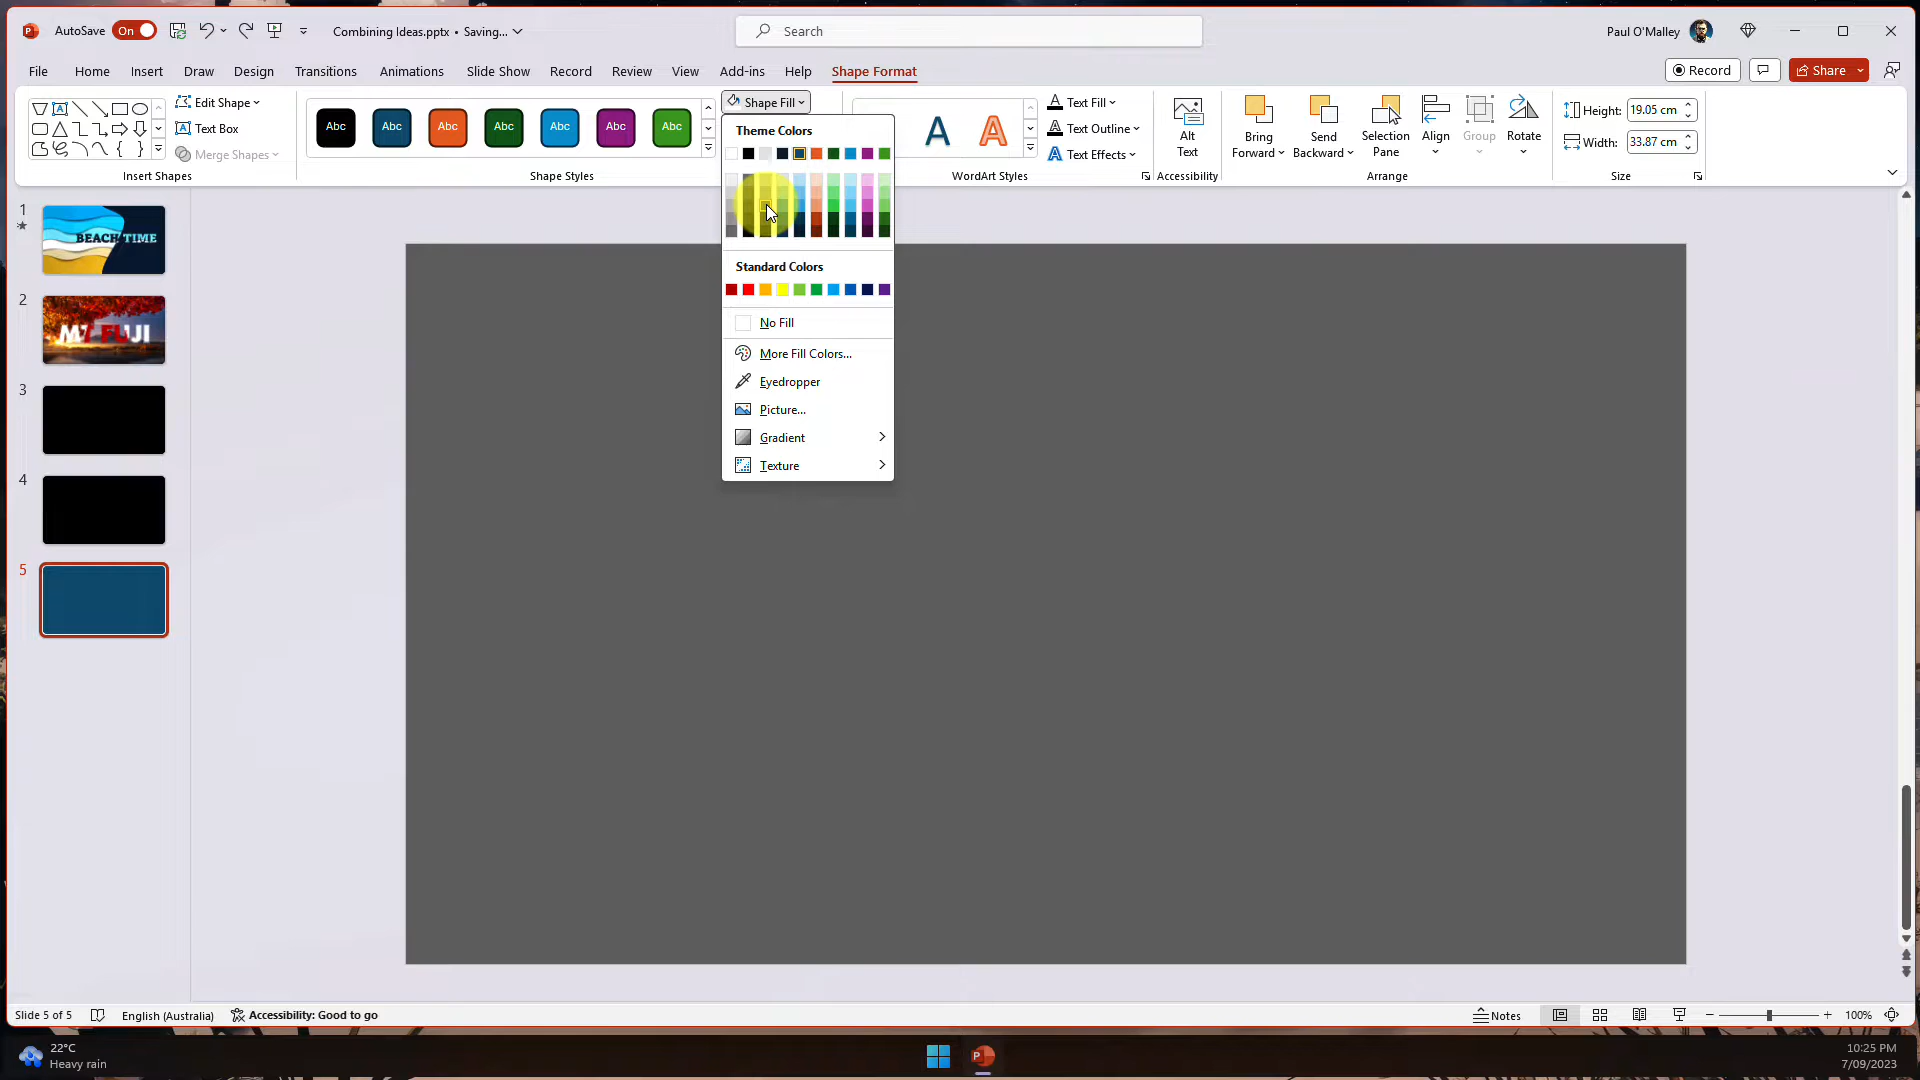 AutoSave On Combining Ideas.pptx • Saving... Search Paul O'Malley
File Home Insert Draw Design Transitions Animations Slide Show Record Review View Add-ins Help Shape Format Record Share
Edit Shape
Text Box
Merge Shapes
Insert Shapes
Abc Abc Abc Abc Abc Abc Abc
Shape Styles
Shape Fill
Theme Colors
Standard Colors
No Fill
More Fill Colors...
Eyedropper
Picture...
Gradient
Texture
A A
Text Fill
Text Outline
Text Effects
WordArt Styles
Alt
Text
Accessibility
Bring
Forward
Send
Backward
Selection
Pane
Align
Group
Rotate
Arrange
Height: 19.05 cm
Width: 33.87 cm
Size
1
BEACH TIME
2
MT FUJI
3
4
5
Slide 5 of 5 English (Australia) Accessibility: Good to go Notes 100%
22°C
Heavy rain
10:25 PM
7/09/2023